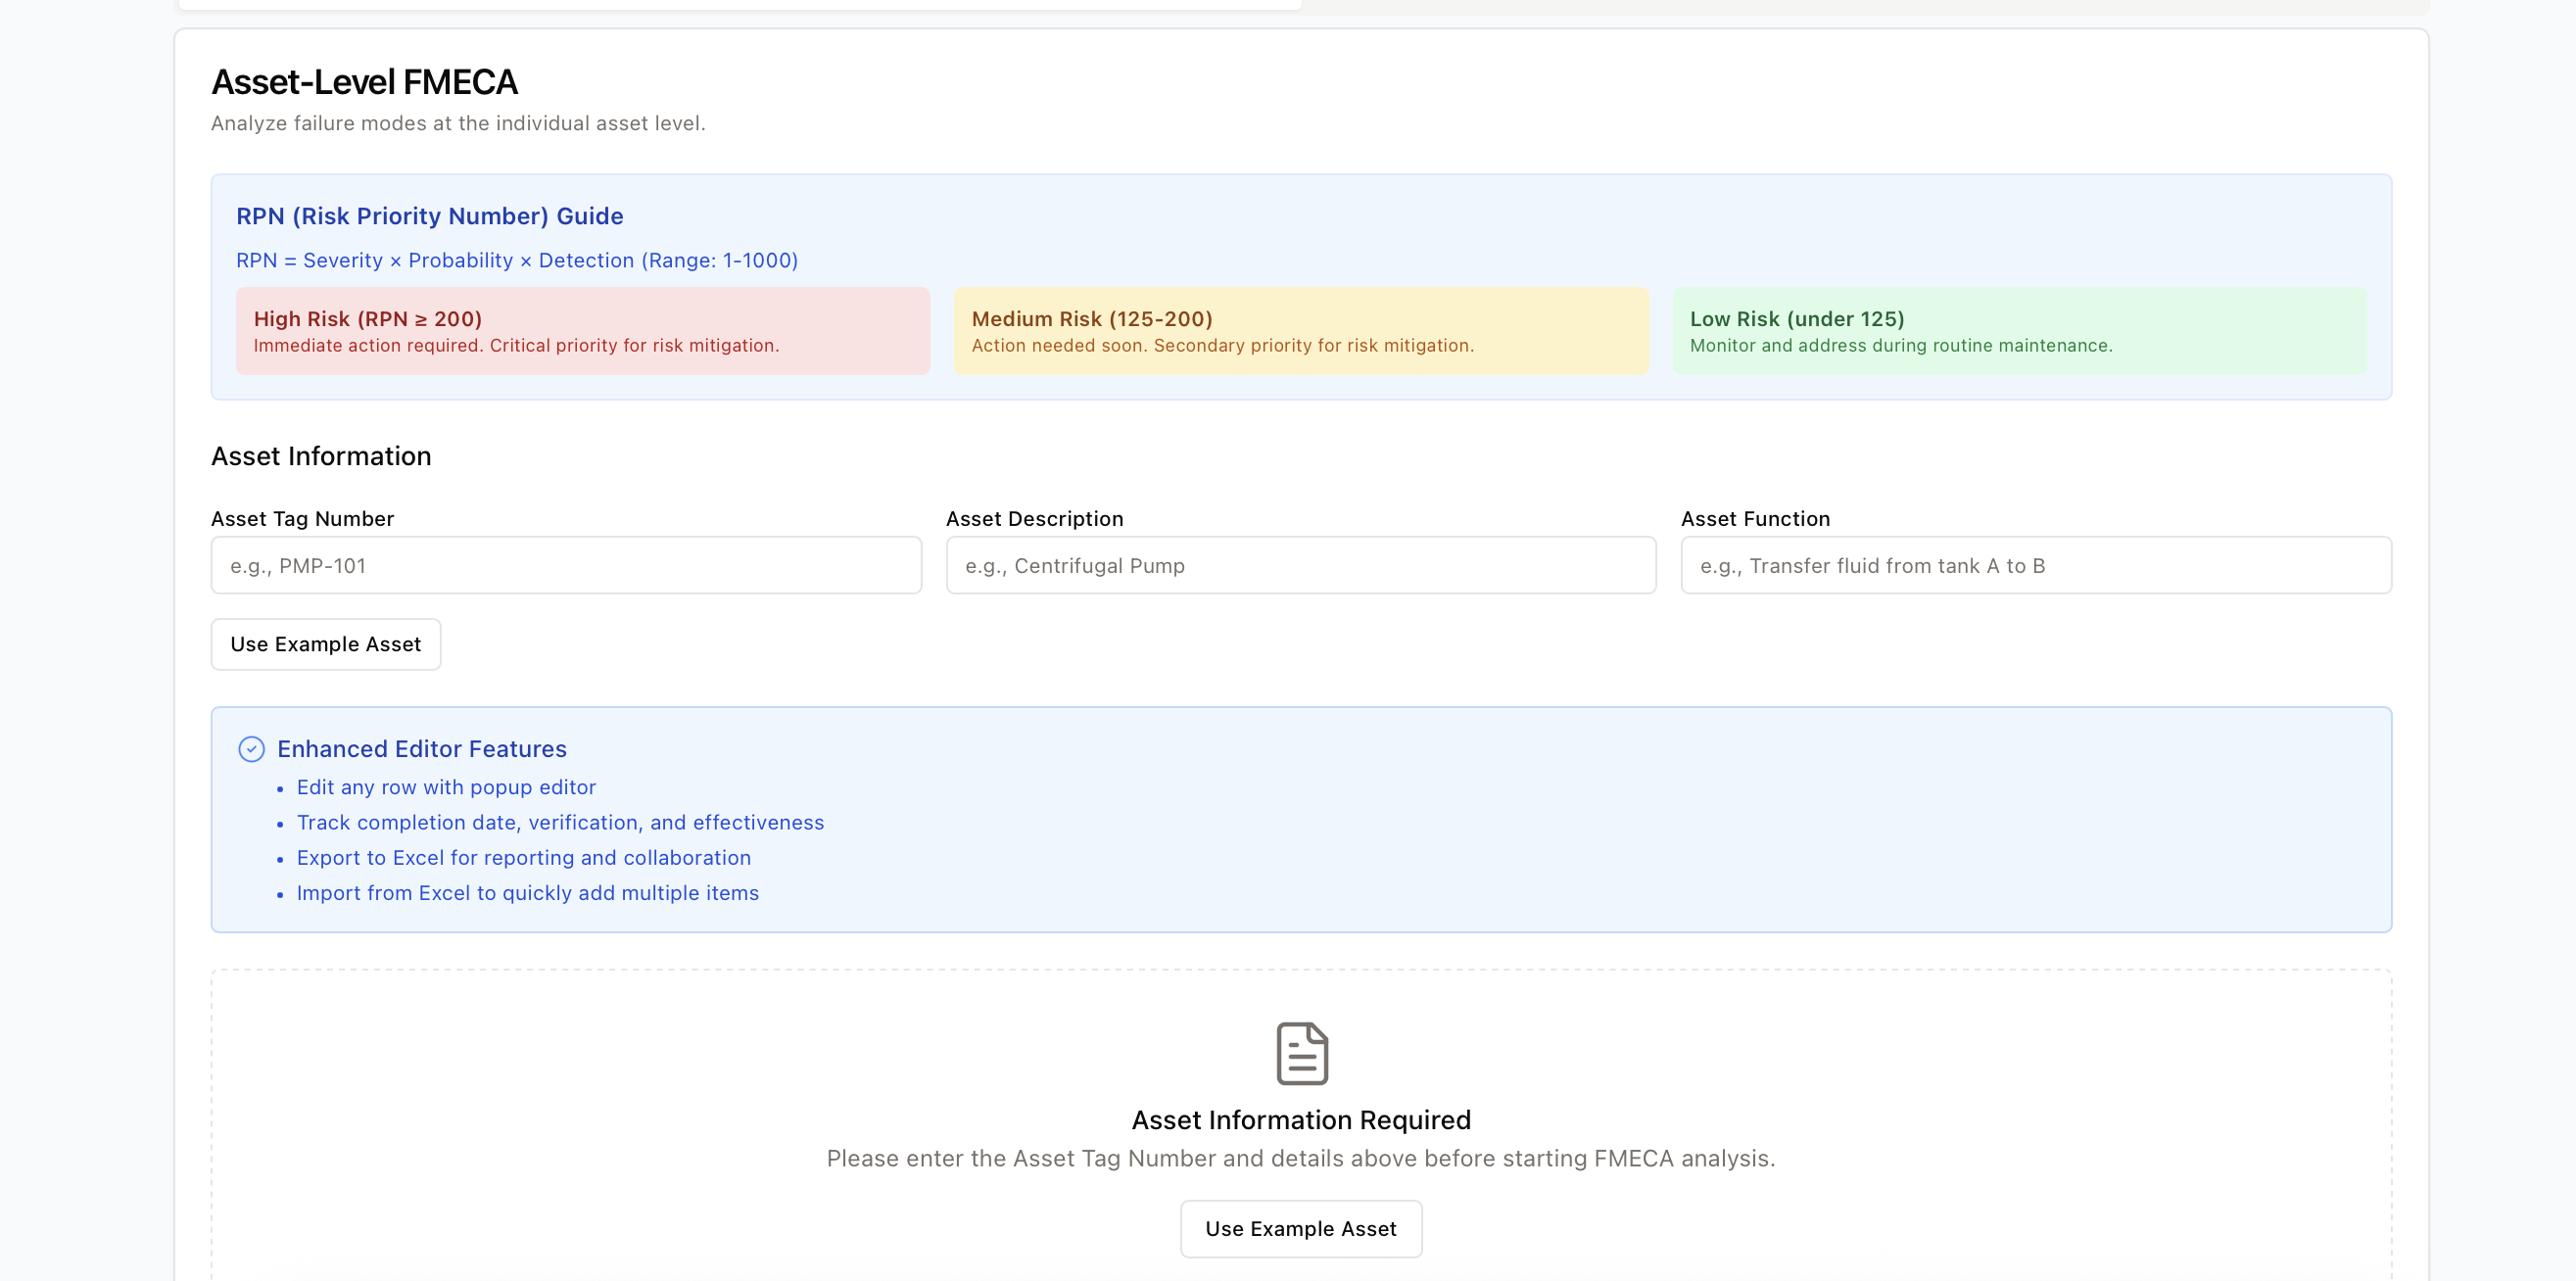 Asset-Level FMECA
Analyze failure modes at the individual asset level.
RPN (Risk Priority Number) Guide
RPN = Severity × Probability × Detection (Range: 1-1000)
High Risk (RPN ≥ 200)
Immediate action required. Critical priority for risk mitigation.
Medium Risk (125-200)
Action needed soon. Secondary priority for risk mitigation.
Low Risk (under 125)
Monitor and address during routine maintenance.
Asset Information
Asset Tag Number
e.g., PMP-101
Asset Description
e.g., Centrifugal Pump
Asset Function
e.g., Transfer fluid from tank A to B
Use Example Asset
Enhanced Editor Features
• Edit any row with popup editor
• Track completion date, verification, and effectiveness
• Export to Excel for reporting and collaboration
• Import from Excel to quickly add multiple items
Asset Information Required
Please enter the Asset Tag Number and details above before starting FMECA analysis.
Use Example Asset